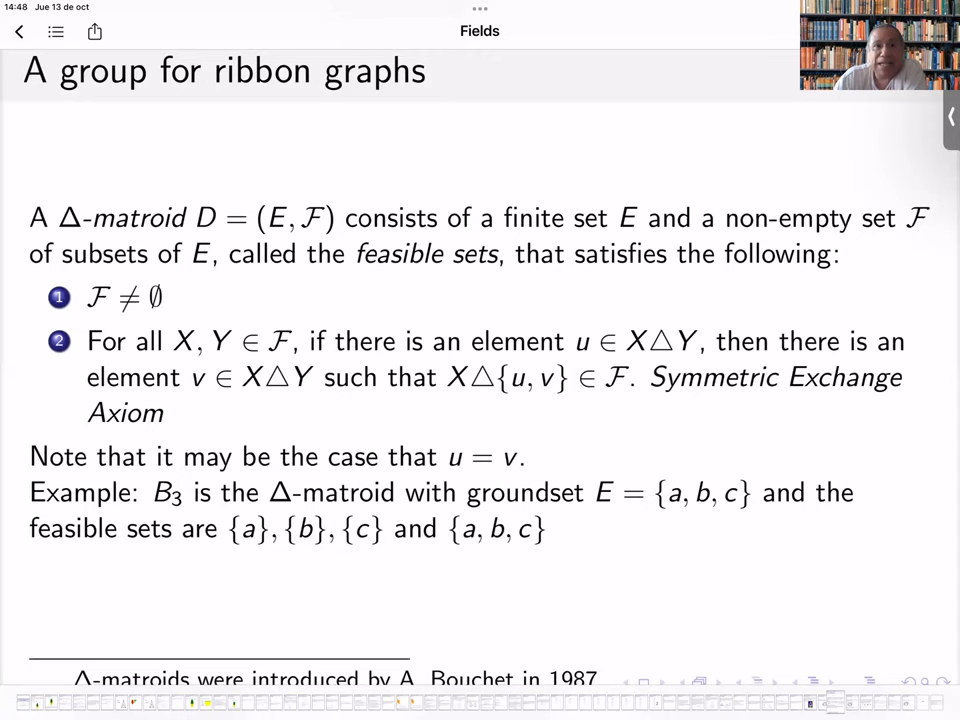 14:48 Jue 13 de oct
Fields
A group for ribbon graphs
A Δ-matroid D = (E, ℱ) consists of a finite set E and a non-empty set ℱ
of subsets of E, called the feasible sets, that satisfies the following:
1 ℱ ≠ ∅
2 For all X, Y ∈ ℱ, if there is an element u ∈ X△Y, then there is an
element v ∈ X△Y such that X△{u, v} ∈ ℱ. Symmetric Exchange
Axiom
Note that it may be the case that u = v.
Example: B₃ is the Δ-matroid with groundset E = {a, b, c} and the
feasible sets are {a}, {b}, {c} and {a, b, c}
Δ-matroids were introduced by A. Bouchet in 1987